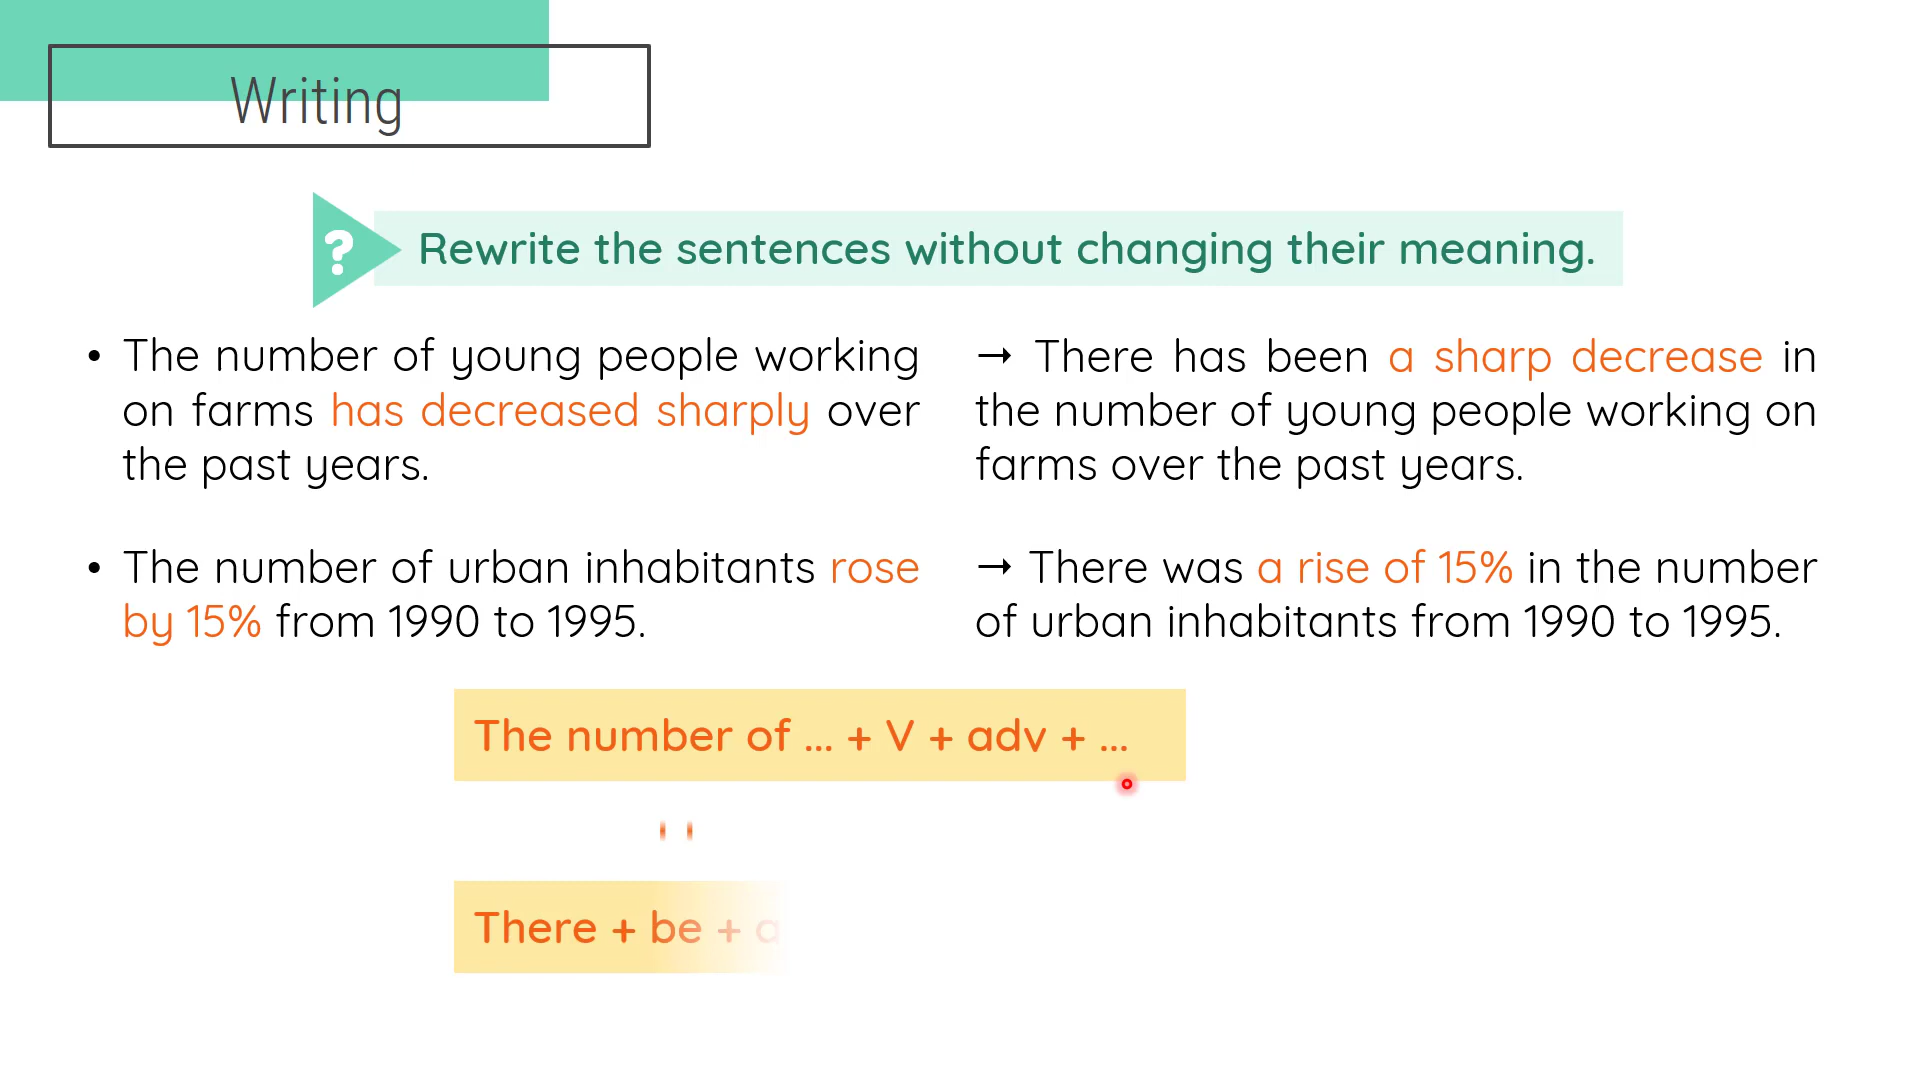 Writing
? Rewrite the sentences without changing their meaning.
• The number of young people working
on farms has decreased sharply over
the past years.
→ There has been a sharp decrease in
the number of young people working on
farms over the past years.
• The number of urban inhabitants rose
by 15% from 1990 to 1995.
→ There was a rise of 15% in the number
of urban inhabitants from 1990 to 1995.
The number of ... + V + adv + ...
There + be + a